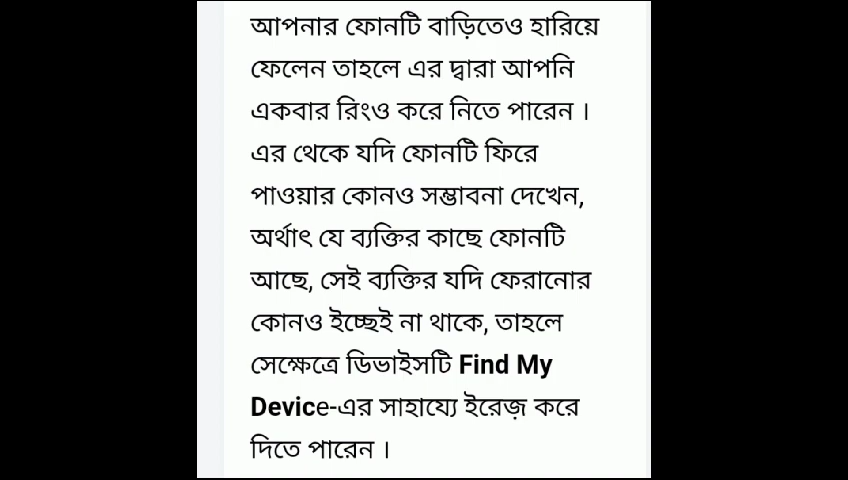 আপনার ফোনটি বাড়িতেও হারিয়ে
ফেলেন তাহলে এর দ্বারা আপনি
একবার রিংও করে নিতে পারেন ।
এর থেকে যদি ফোনটি ফিরে
পাওয়ার কোনও সম্ভাবনা দেখেন,
অর্থাৎ যে ব্যক্তির কাছে ফোনটি
আছে, সেই ব্যক্তির যদি ফেরানোর
কোনও ইচ্ছেই না থাকে, তাহলে
সেক্ষেত্রে ডিভাইসটি Find My
Device-এর সাহায্যে ইরেজ় করে
দিতে পারেন ।